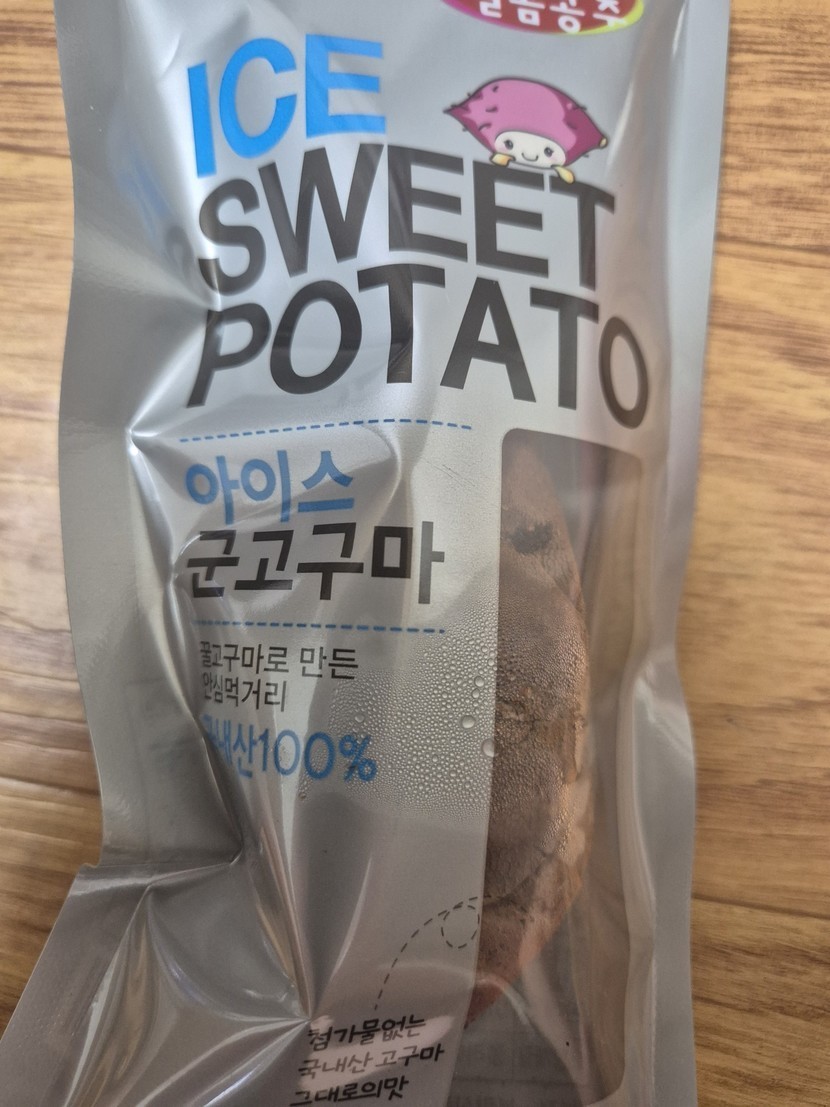 ICE
SWEET
POTATO
아이스
군고구마
꿀고구마로 만든
안심먹거리
국내산100%
첨가물없는
국내산 고구마
그대로의맛